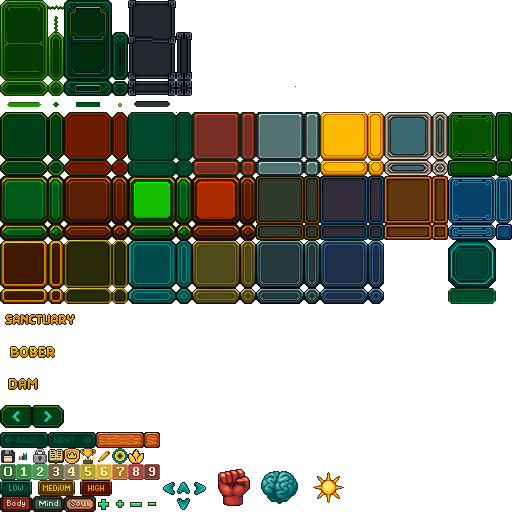 SANCTUARY
BOBER
DAM
BACK NEXT
0 1 2 3 4 5 6 7 8 9
LOW MEDIUM HIGH
Body Mind Soul